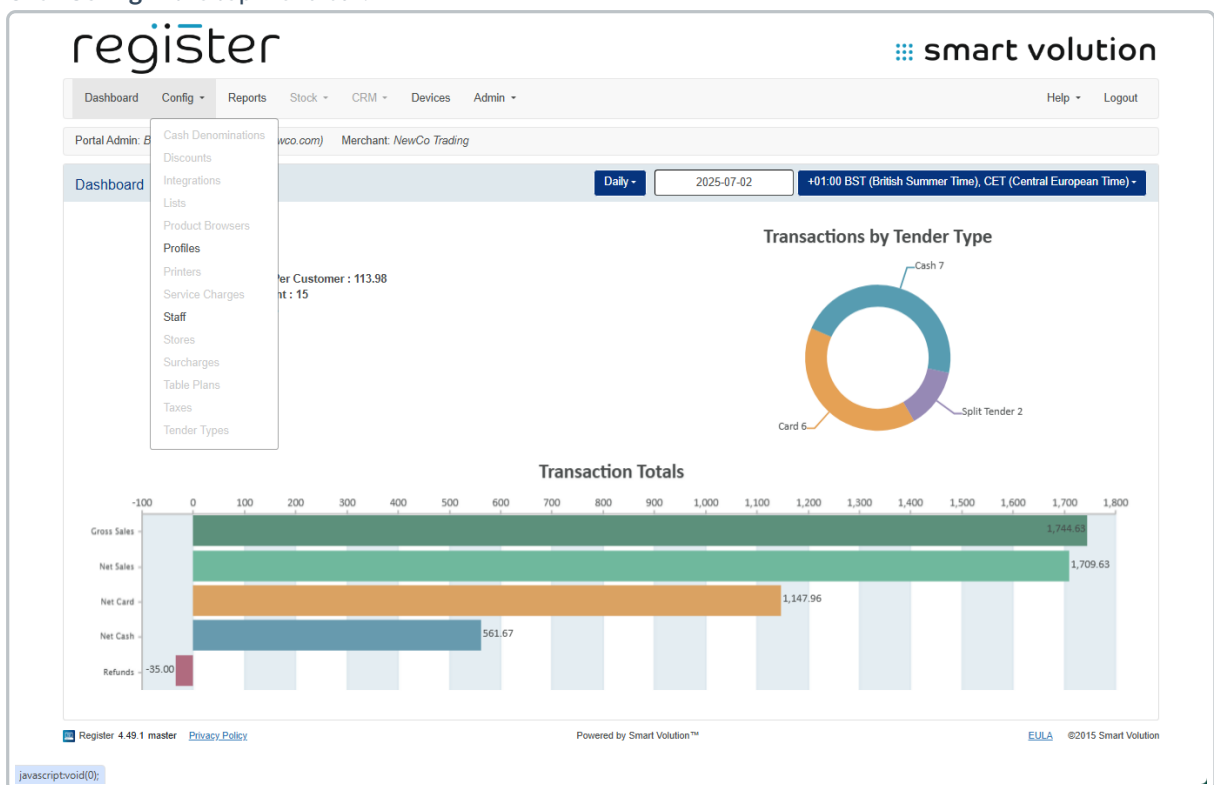 register
smart volution
Dashboard Config Reports Stock CRM Devices Admin Help Logout
Portal Admin: wco.com) Merchant: NewCo Trading
Cash Denominations
Discounts
Integrations
Lists
Product Browsers
Profiles
Printers
Service Charges
Staff
Stores
Surcharges
Table Plans
Taxes
Tender Types
Dashboard Daily 2025-07-02 +01:00 BST (British Summer Time), CET (Central European Time)
Per Customer : 113.98
nt : 15
Transactions by Tender Type
Cash 7
Split Tender 2
Card 6
Transaction Totals
-100 0 100 200 300 400 500 600 700 800 900 1,000 1,100 1,200 1,300 1,400 1,500 1,600 1,700 1,800
Gross Sales 1,744.63
Net Sales 1,709.63
Net Card 1,147.96
Net Cash 561.67
Refunds -35.00
Register 4.49.1 master Privacy Policy Powered by Smart Volution™ EULA ©2015 Smart Volution
javascript:void(0);